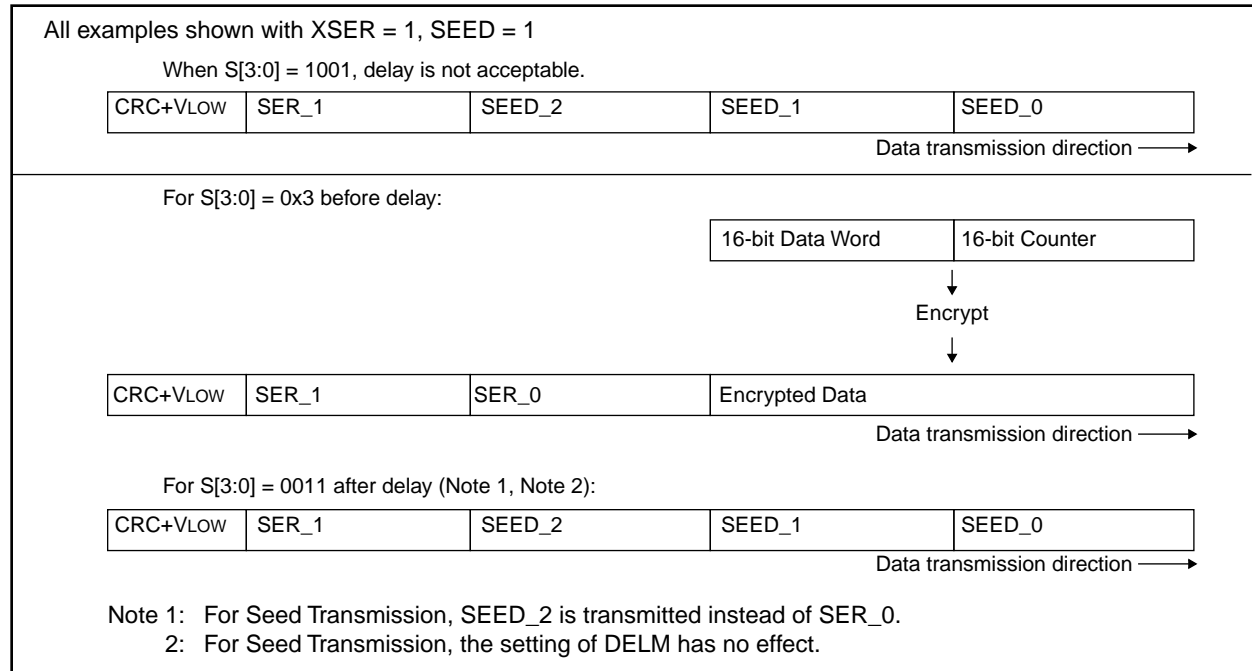 All examples shown with XSER = 1, SEED = 1
When S[3:0] = 1001, delay is not acceptable.
CRC+VLOW SER_1 SEED_2 SEED_1 SEED_0
Data transmission direction
For S[3:0] = 0x3 before delay:
16-bit Data Word 16-bit Counter
Encrypt
CRC+VLOW SER_1 SER_0 Encrypted Data
Data transmission direction
For S[3:0] = 0011 after delay (Note 1, Note 2):
CRC+VLOW SER_1 SEED_2 SEED_1 SEED_0
Data transmission direction
Note 1: For Seed Transmission, SEED_2 is transmitted instead of SER_0.
2: For Seed Transmission, the setting of DELM has no effect.